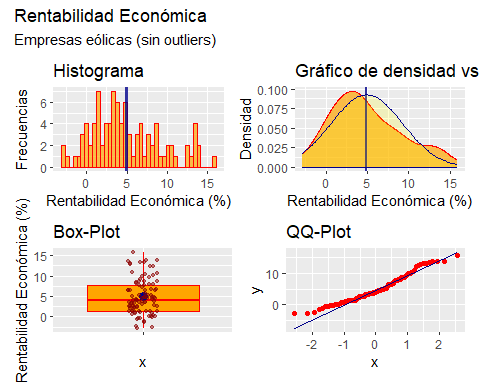 Rentabilidad Económica
Empresas eólicas (sin outliers)
Histograma
Frecuencias
6
4
2
0
0 5 10 15
Rentabilidad Económica (%)
Gráfico de densidad vs
Densidad
0.100
0.075
0.050
0.025
0.000
0 5 10 15
Rentabilidad Económica (%)
Box-Plot
Rentabilidad Económica (%)
15
10
5
0
x
QQ-Plot
y
10
0
-2 -1 0 1 2
x